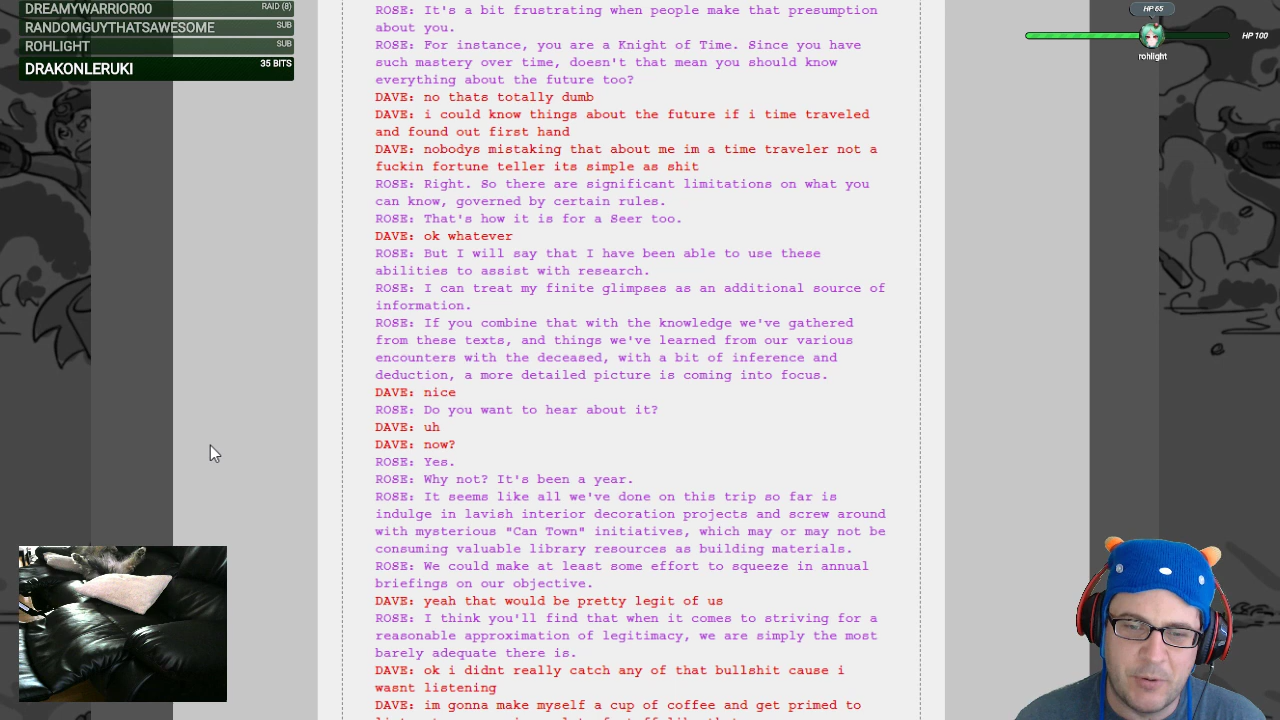 DREAMYWARRIOR00 RAID (8)
RANDOMGUYTHATSAWESOME SUB
ROHLIGHT SUB
DRAKONLERUKI 35 BITS
HP 65
HP 100
rohlight
ROSE: It's a bit frustrating when people make that presumption
about you.
ROSE: For instance, you are a Knight of Time. Since you have
such mastery over time, doesn't that mean you should know
everything about the future too?
DAVE: no thats totally dumb
DAVE: i could know things about the future if i time traveled
and found out first hand
DAVE: nobodys mistaking that about me im a time traveler not a
fuckin fortune teller its simple as shit
ROSE: Right. So there are significant limitations on what you
can know, governed by certain rules.
ROSE: That's how it is for a Seer too.
DAVE: ok whatever
ROSE: But I will say that I have been able to use these
abilities to assist with research.
ROSE: I can treat my finite glimpses as an additional source of
information.
ROSE: If you combine that with the knowledge we've gathered
from these texts, and things we've learned from our various
encounters with the deceased, with a bit of inference and
deduction, a more detailed picture is coming into focus.
DAVE: nice
ROSE: Do you want to hear about it?
DAVE: uh
DAVE: now?
ROSE: Yes.
ROSE: Why not? It's been a year.
ROSE: It seems like all we've done on this trip so far is
indulge in lavish interior decoration projects and screw around
with mysterious "Can Town" initiatives, which may or may not be
consuming valuable library resources as building materials.
ROSE: We could make at least some effort to squeeze in annual
briefings on our objective.
DAVE: yeah that would be pretty legit of us
ROSE: I think you'll find that when it comes to striving for a
reasonable approximation of legitimacy, we are simply the most
barely adequate there is.
DAVE: ok i didnt really catch any of that bullshit cause i
wasnt listening
DAVE: im gonna make myself a cup of coffee and get primed to